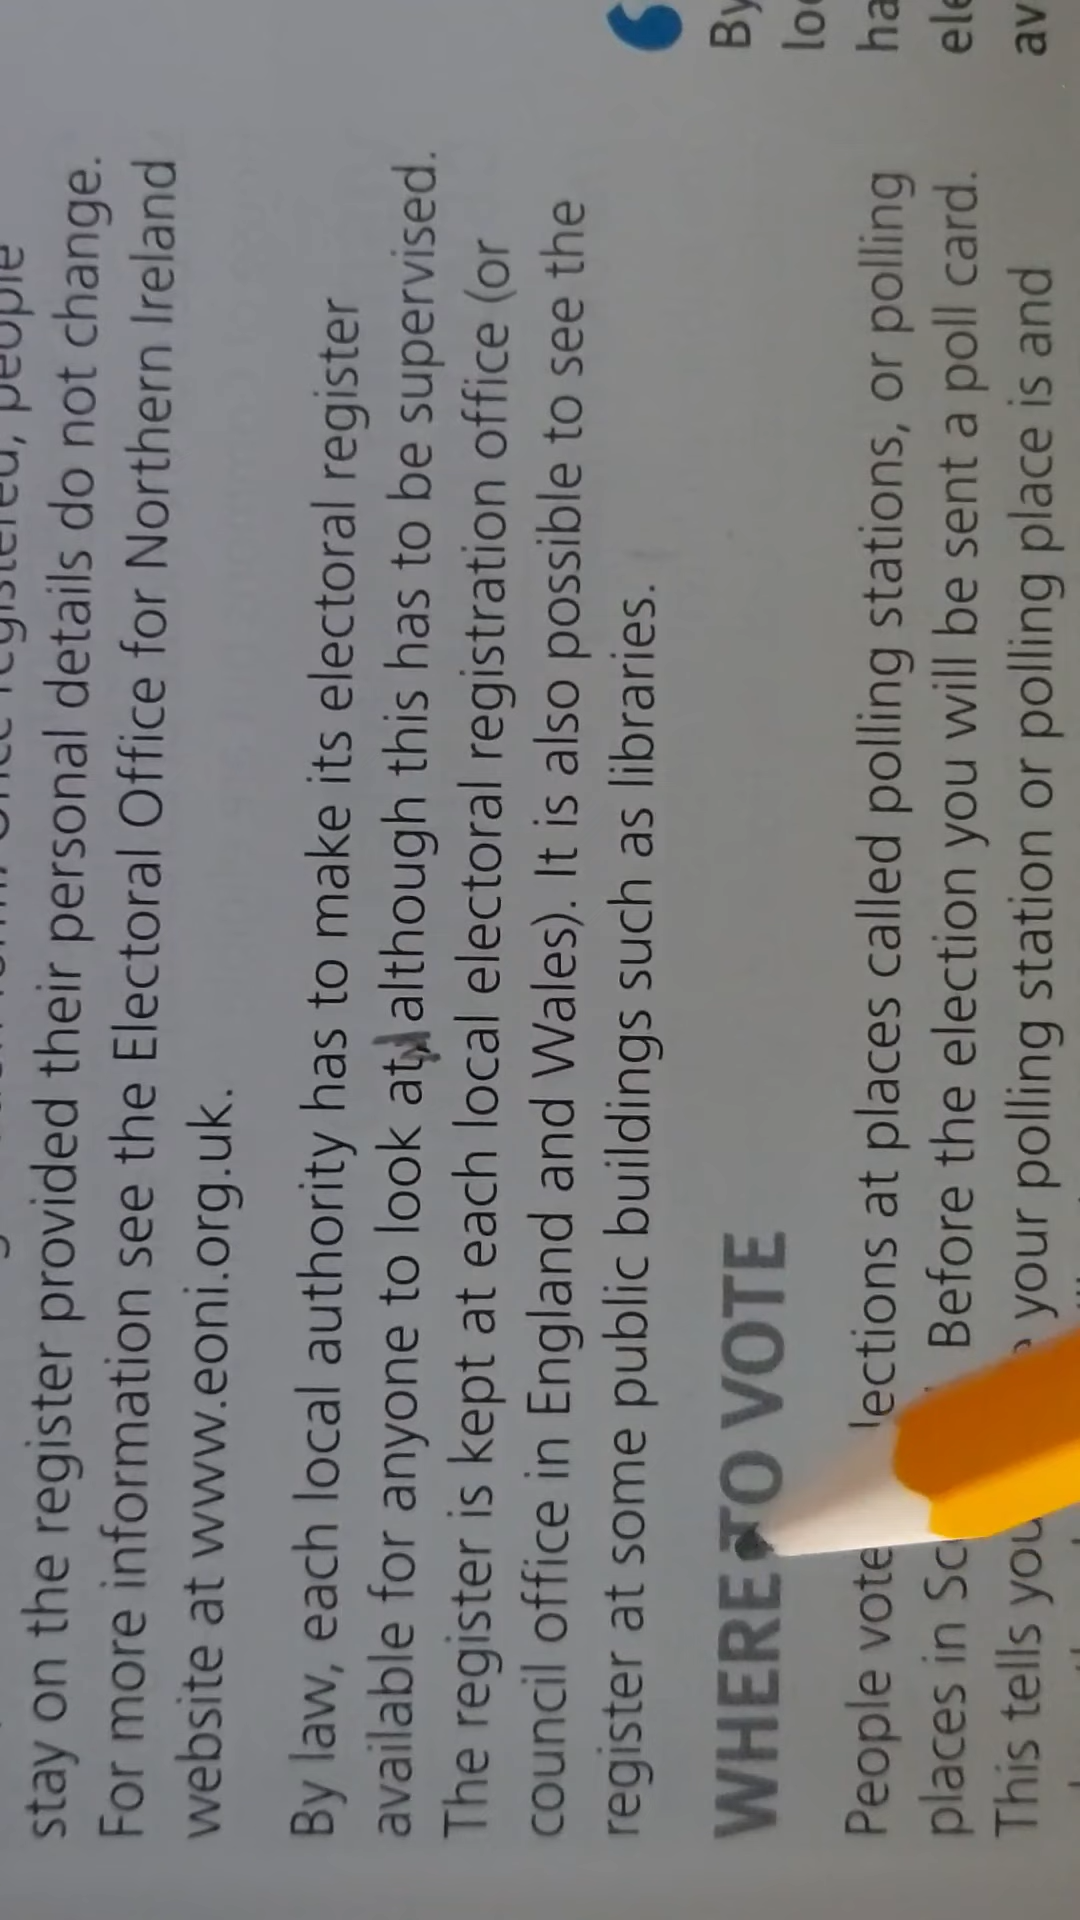 registered, people
stay on the register provided their personal details do not change.
For more information see the Electoral Office for Northern Ireland
website at www.eoni.org.uk.
By law, each local authority has to make its electoral register
available for anyone to look at, although this has to be supervised.
The register is kept at each local electoral registration office (or
council office in England and Wales). It is also possible to see the
register at some public buildings such as libraries.
WHERE TO VOTE
People vote lections at places called polling stations, or polling
places in Sc Before the election you will be sent a poll card.
This tells you your polling station or polling place is and
By